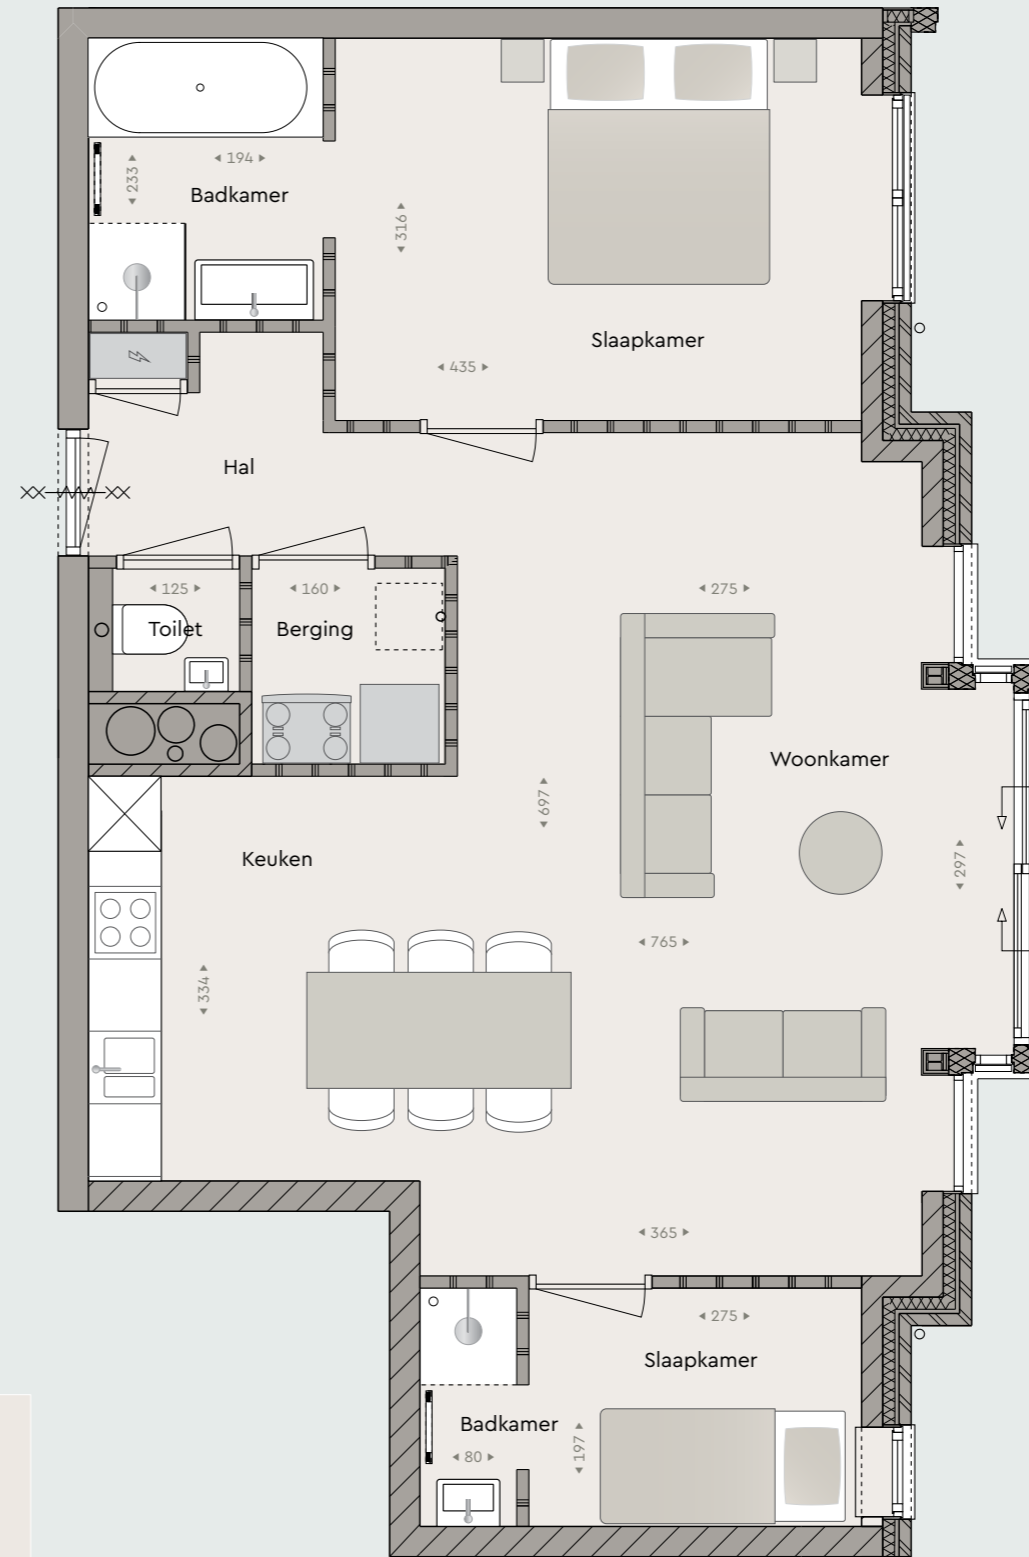 194
233
Badkamer
316
Slaapkamer
435
Hal
125
160
275
Toilet
Berging
Woonkamer
697
Keuken
297
765
334
365
275
Slaapkamer
Badkamer
197
80